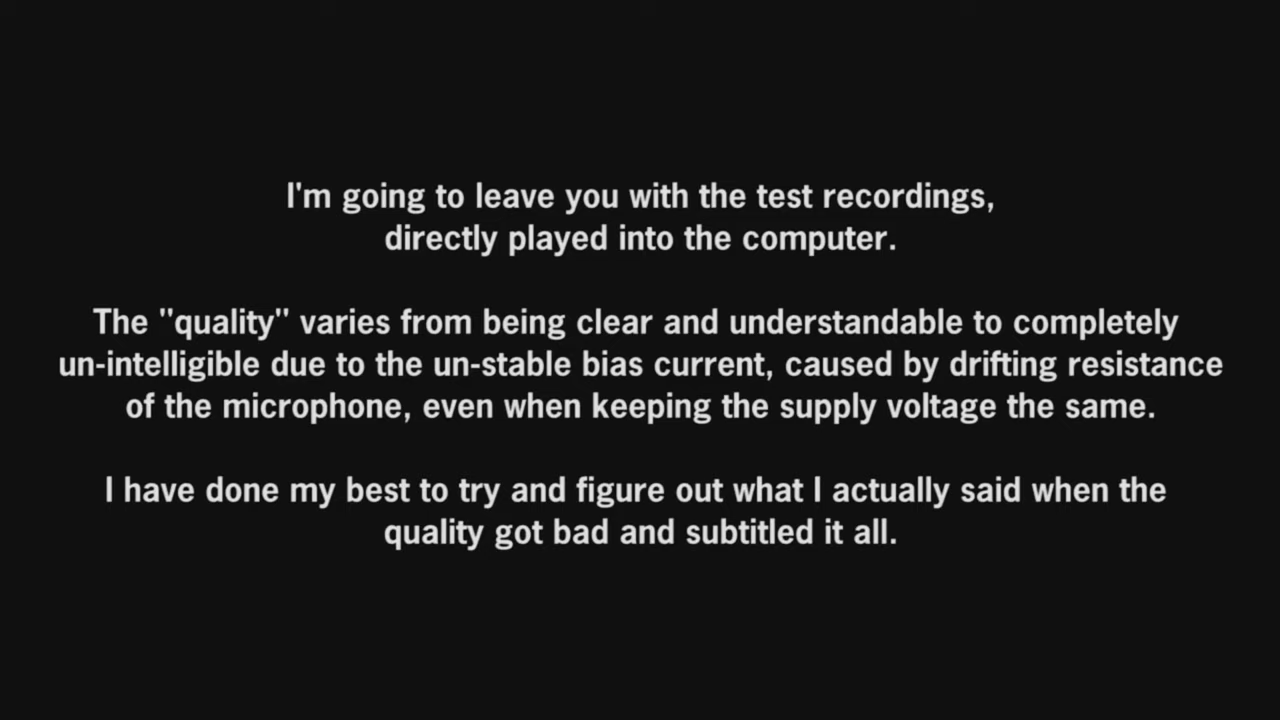 I'm going to leave you with the test recordings,
directly played into the computer.
The "quality" varies from being clear and understandable to completely
un-intelligible due to the un-stable bias current, caused by drifting resistance
of the microphone, even when keeping the supply voltage the same.
I have done my best to try and figure out what I actually said when the
quality got bad and subtitled it all.